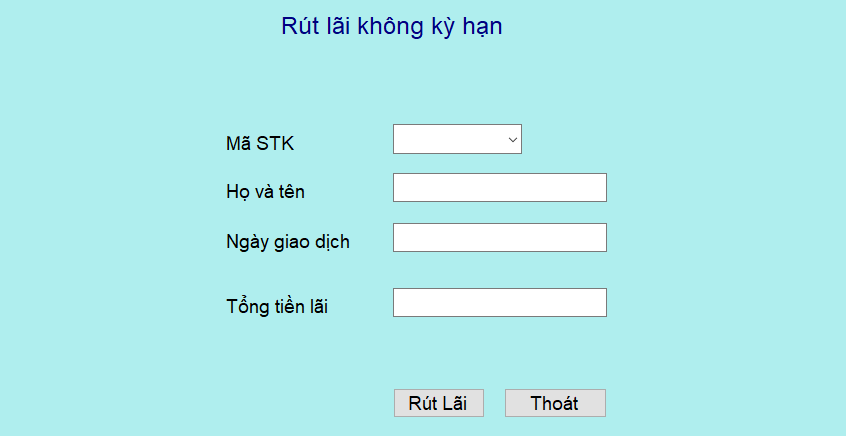 Rút lãi không kỳ hạn
Mã STK
Họ và tên
Ngày giao dịch
Tổng tiền lãi
Rút Lãi Thoát